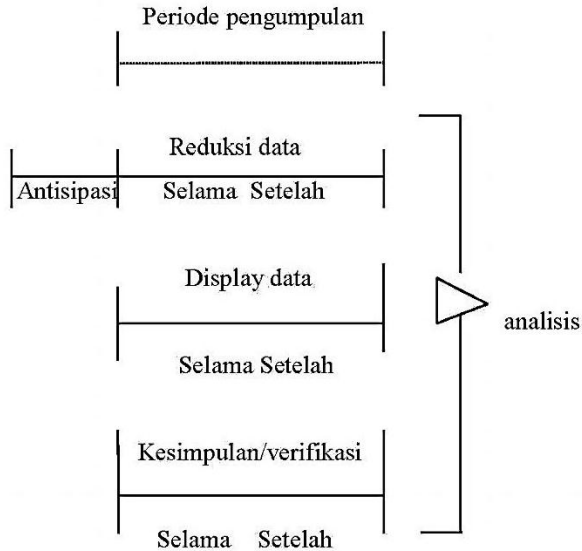 Periode pengumpulan
Reduksi data
Antisipasi Selama Setelah
Display data
analisis
Selama Setelah
Kesimpulan/verifikasi
Selama Setelah